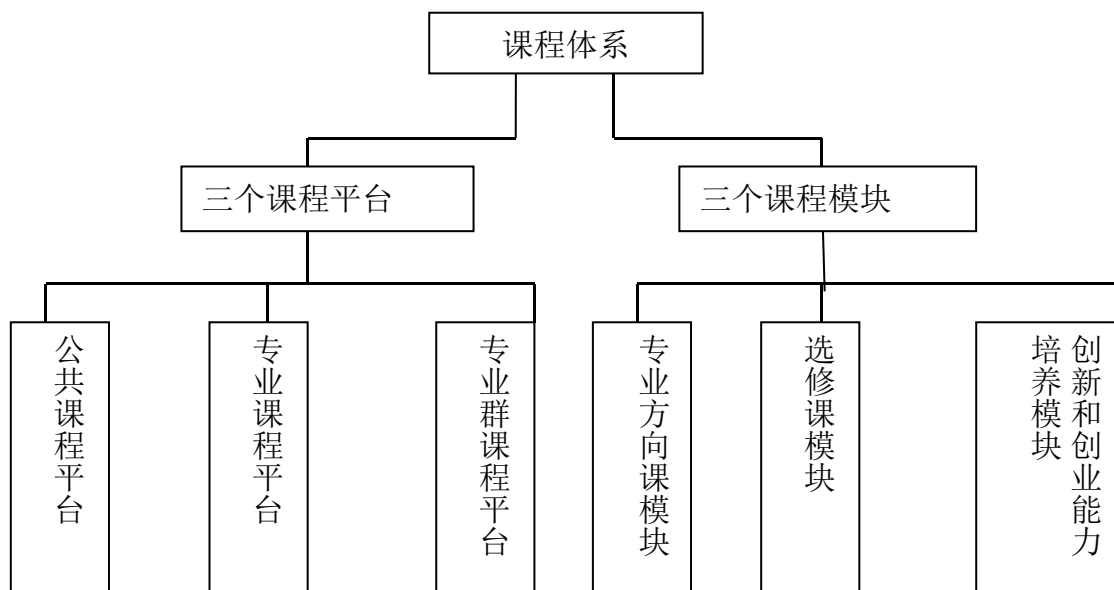 课程体系
三个课程平台
三个课程模块
公共课程平台
专业课程平台
专业群课程平台
专业方向课模块
选修课模块
创新和创业能力
培养模块